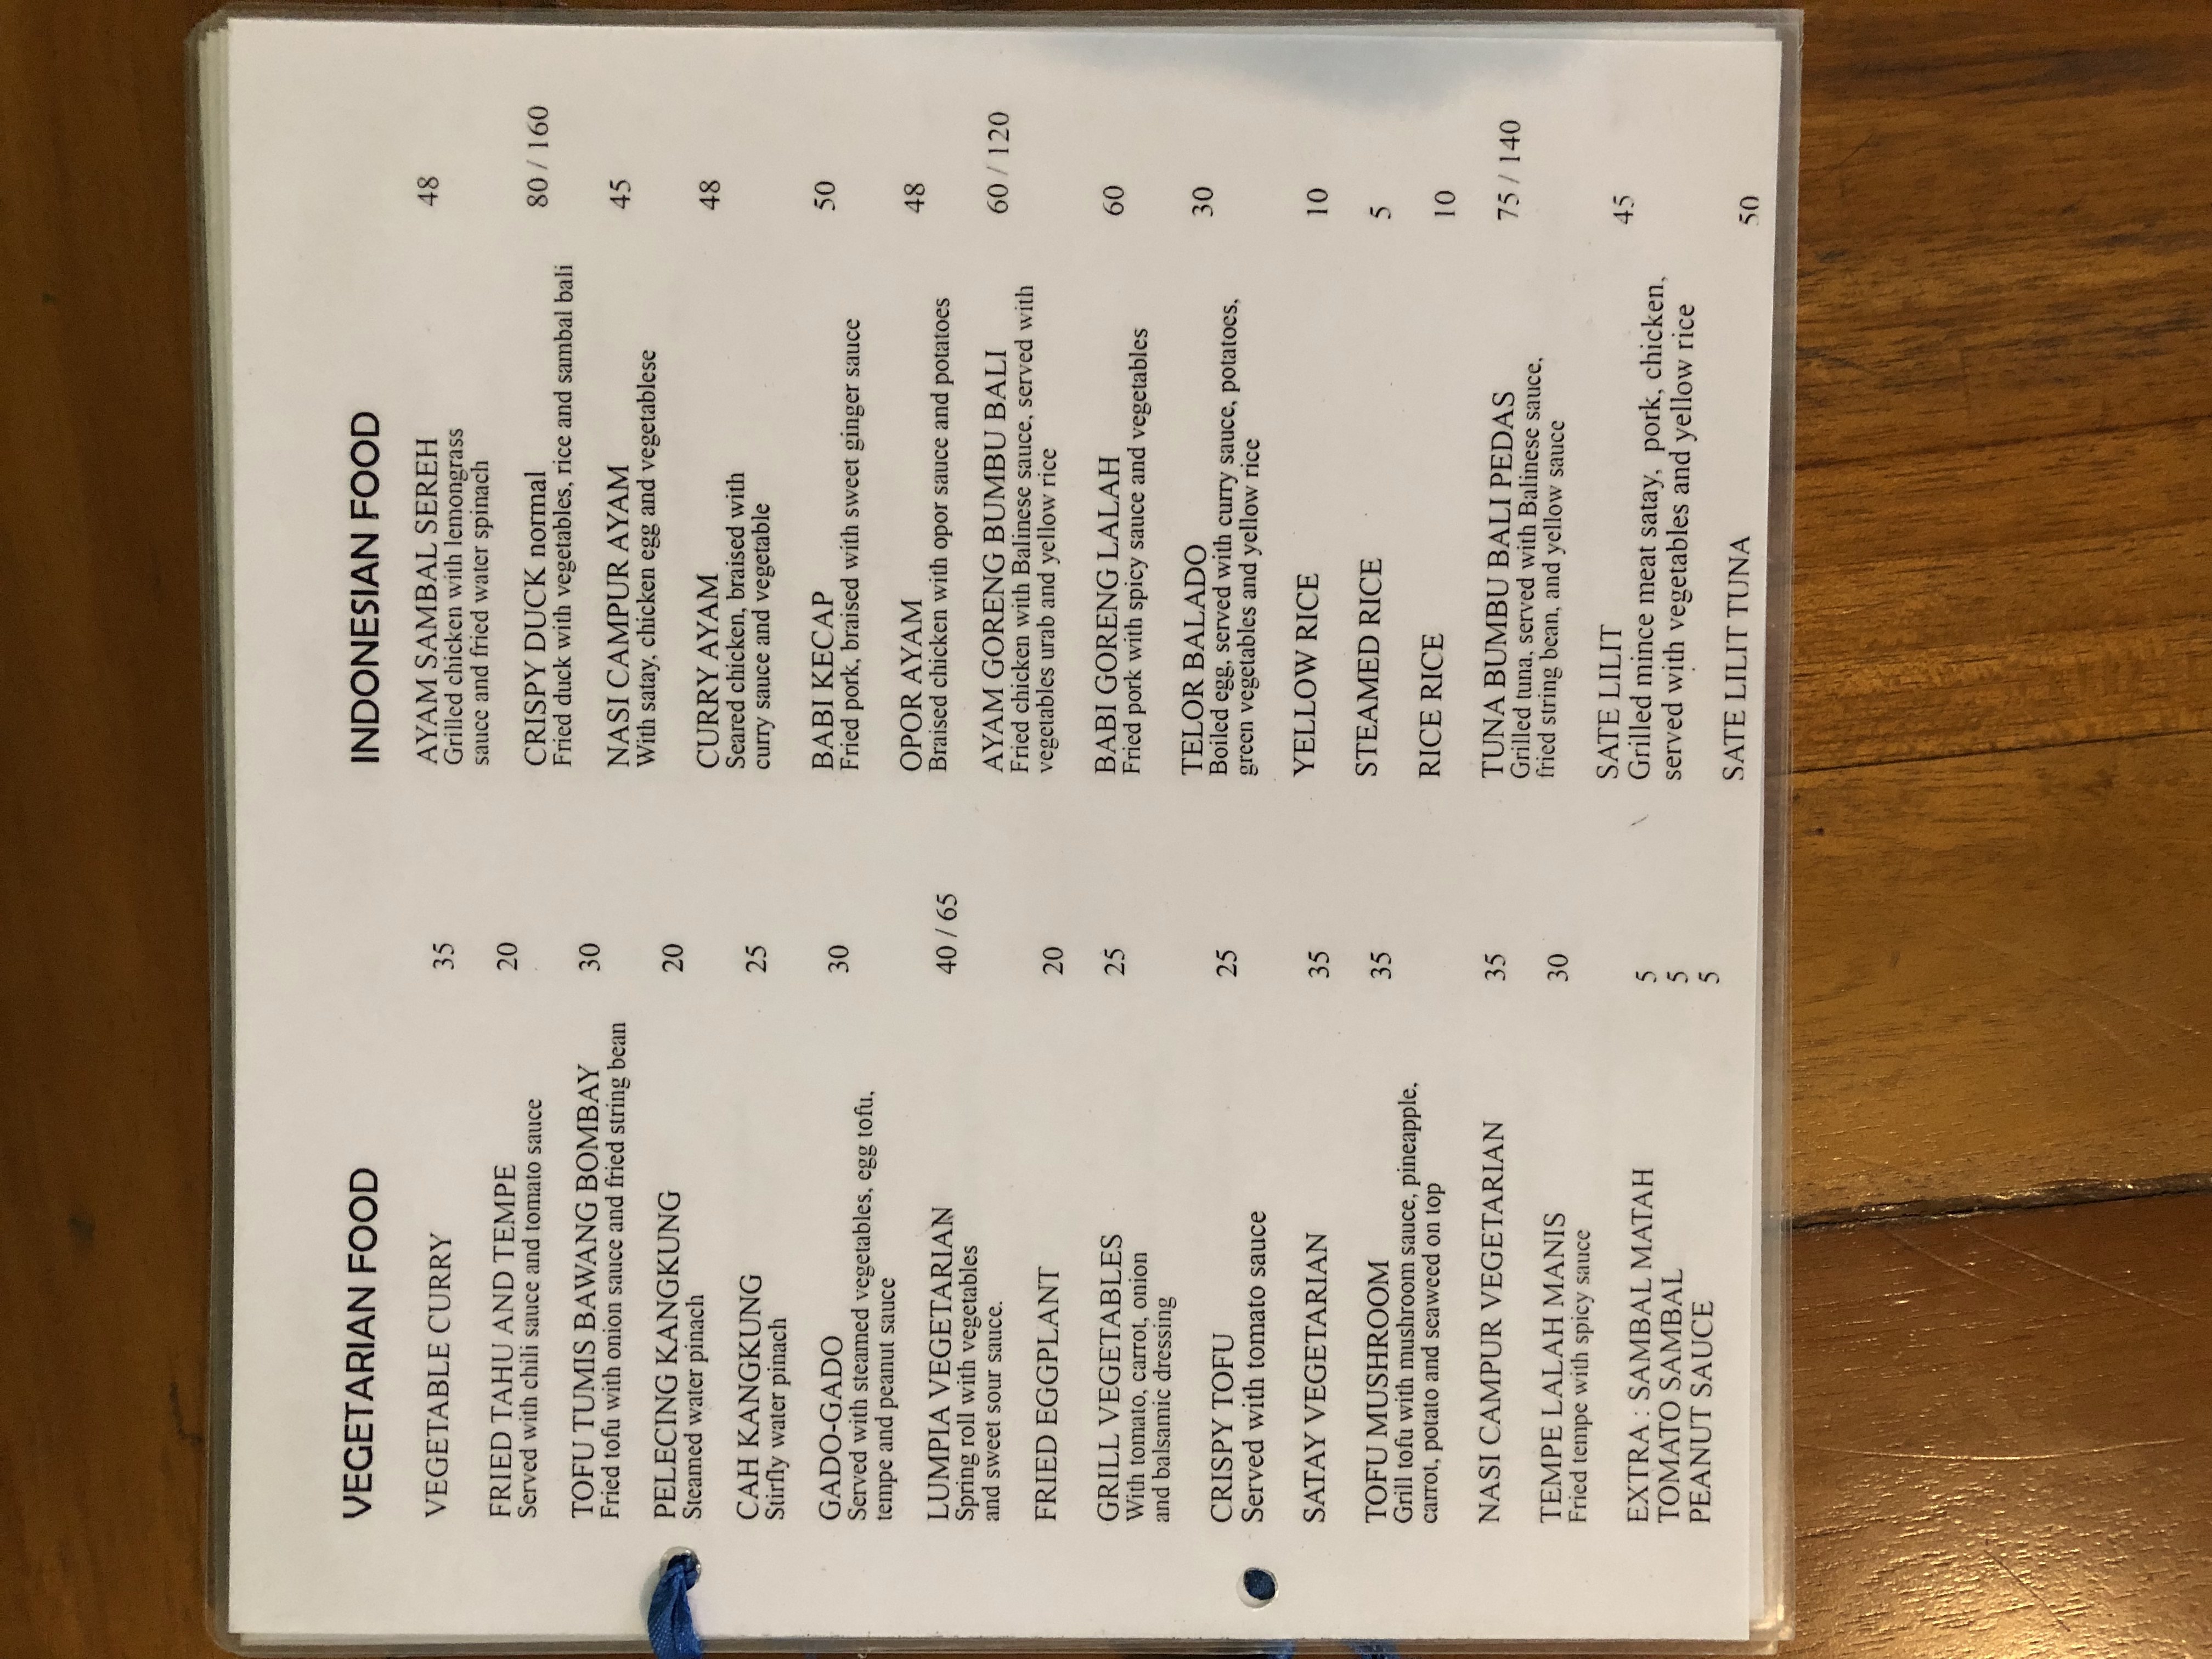 VEGETARIAN FOOD
VEGETABLE CURRY 35
FRIED TAHU AND TEMPE 20
Served with chili sauce and tomato sauce
TOFU TUMIS BAWANG BOMBAY 30
Fried tofu with onion sauce and fried string bean
PELECING KANGKUNG 20
Steamed water pinach
CAH KANGKUNG 25
Stirfly water pinach
GADO-GADO 30
Served with steamed vegetables, egg tofu,
tempe and peanut sauce
LUMPIA VEGETARIAN 40 / 65
Spring roll with vegetables
and sweet sour sauce.
FRIED EGGPLANT 20
GRILL VEGETABLES 25
With tomato, carrot, onion
and balsamic dressing
CRISPY TOFU 25
Served with tomato sauce
SATAY VEGETARIAN 35
TOFU MUSHROOM 35
Grill tofu with mushroom sauce, pineapple,
carrot, potato and seaweed on top
NASI CAMPUR VEGETARIAN 35
TEMPE LALAH MANIS 30
Fried tempe with spicy sauce
EXTRA : SAMBAL MATAH 5
TOMATO SAMBAL 5
PEANUT SAUCE 5
INDONESIAN FOOD
AYAM SAMBAL SEREH 48
Grilled chicken with lemongrass
sauce and fried water spinach
CRISPY DUCK normal 80 / 160
Fried duck with vegetables, rice and sambal bali
NASI CAMPUR AYAM 45
With satay, chicken egg and vegetablese
CURRY AYAM 48
Seared chicken, braised with
curry sauce and vegetable
BABI KECAP 50
Fried pork, braised with sweet ginger sauce
OPOR AYAM 48
Braised chicken with opor sauce and potatoes
AYAM GORENG BUMBU BALI 60 / 120
Fried chicken with Balinese sauce, served with
vegetables urab and yellow rice
BABI GORENG LALAH 60
Fried pork with spicy sauce and vegetables
TELOR BALADO 30
Boiled egg, served with curry sauce, potatoes,
green vegetables and yellow rice
YELLOW RICE 10
STEAMED RICE 5
RICE RICE 10
TUNA BUMBU BALI PEDAS 75 / 140
Grilled tuna, served with Balinese sauce,
fried string bean, and yellow sauce
SATE LILIT 45
Grilled mince meat satay, pork, chicken,
served with vegetables and yellow rice
SATE LILIT TUNA 50